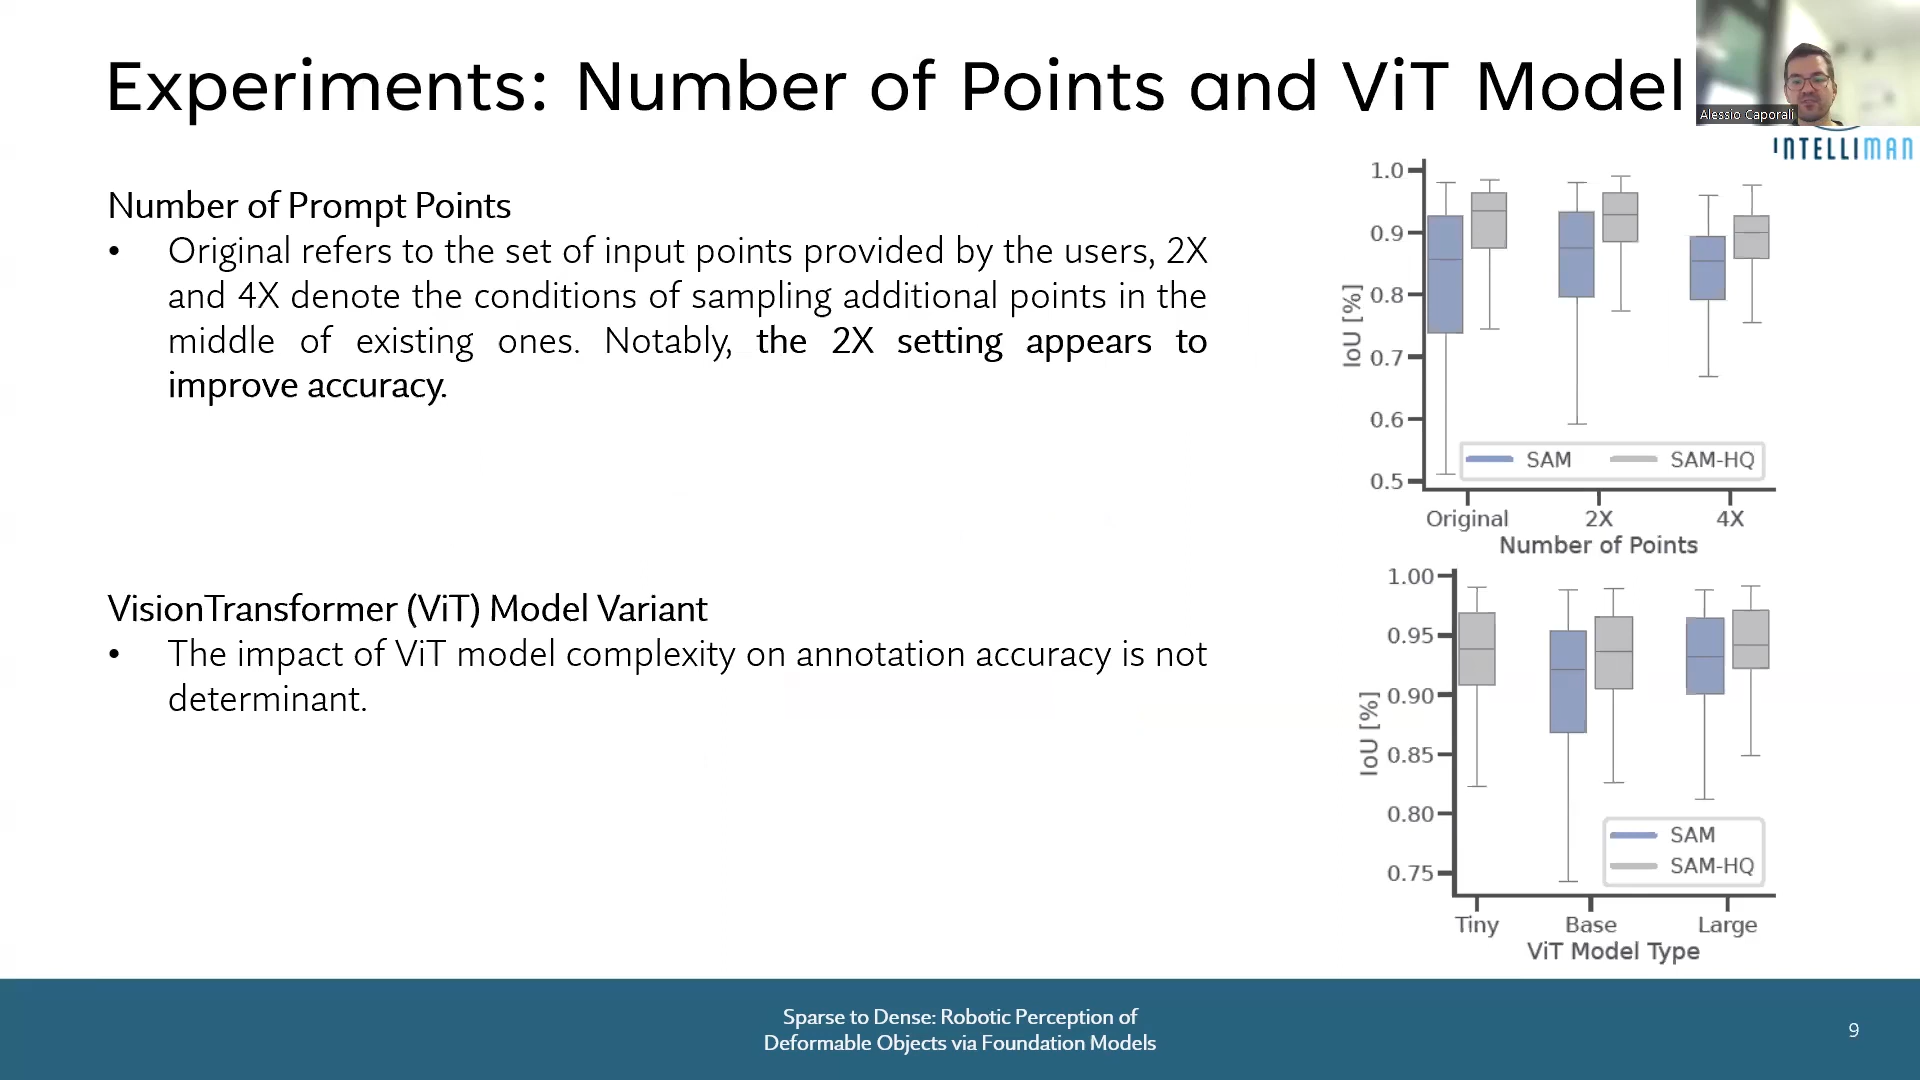 Experiments: Number of Points and ViT Model
Alessio Caporali
INTELLIMAN
Number of Prompt Points
• Original refers to the set of input points provided by the users, 2X
and 4X denote the conditions of sampling additional points in the
middle of existing ones. Notably, the 2X setting appears to
improve accuracy.
1.0
0.9
0.8
0.7
0.6
0.5
IoU [%]
SAM SAM-HQ
Original 2X 4X
Number of Points
VisionTransformer (ViT) Model Variant
• The impact of ViT model complexity on annotation accuracy is not
determinant.
1.00
0.95
0.90
0.85
0.80
0.75
IoU [%]
SAM
SAM-HQ
Tiny Base Large
ViT Model Type
Sparse to Dense: Robotic Perception of
Deformable Objects via Foundation Models
9